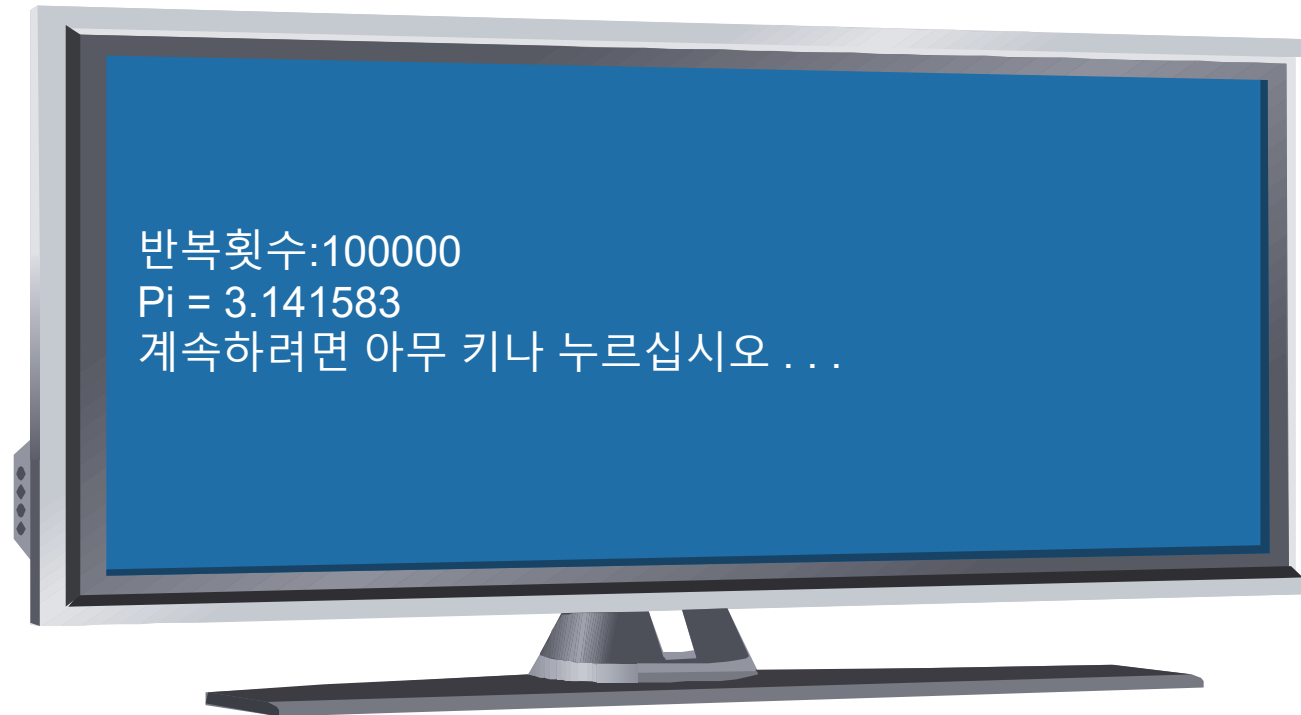 반복횟수:100000
Pi = 3.141583
계속하려면 아무 키나 누르십시오 . . .